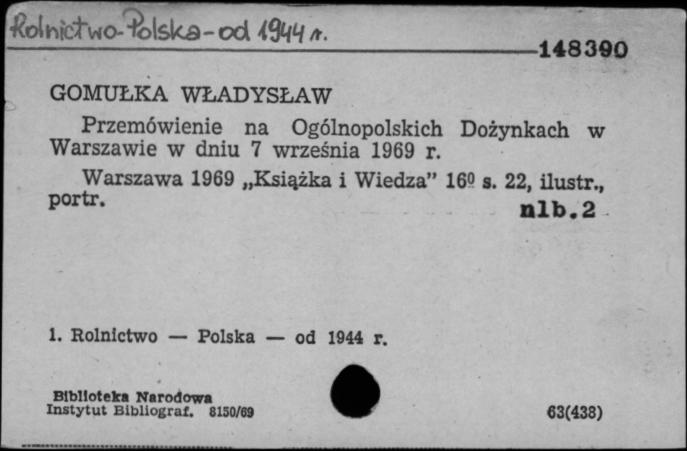 Rolnictwo-Polska-od 1944 r.
148390
GOMUŁKA WŁADYSŁAW
Przemówienie na Ogólnopolskich Dożynkach w
Warszawie w dniu 7 września 1969 r.
Warszawa 1969 „Książka i Wiedza” 16º s. 22, ilustr.,
portr.
nlb.2
1. Rolnictwo — Polska — od 1944 r.
Biblioteka Narodowa
Instytut Bibliograf. 8150/69
63(438)